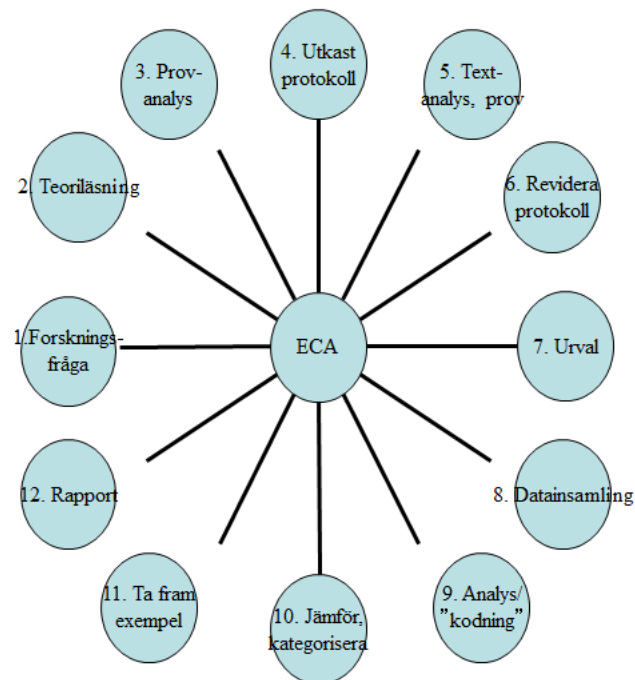 1.Forsknings-
fråga
2. Teoriläsning
3. Prov-
analys
4. Utkast
protokoll
5. Text-
analys, prov
6. Revidera
protokoll
7. Urval
8. Datainsamling
9. Analys/
”kodning”
10. Jämför,
kategorisera
11. Ta fram
exempel
12. Rapport
ECA